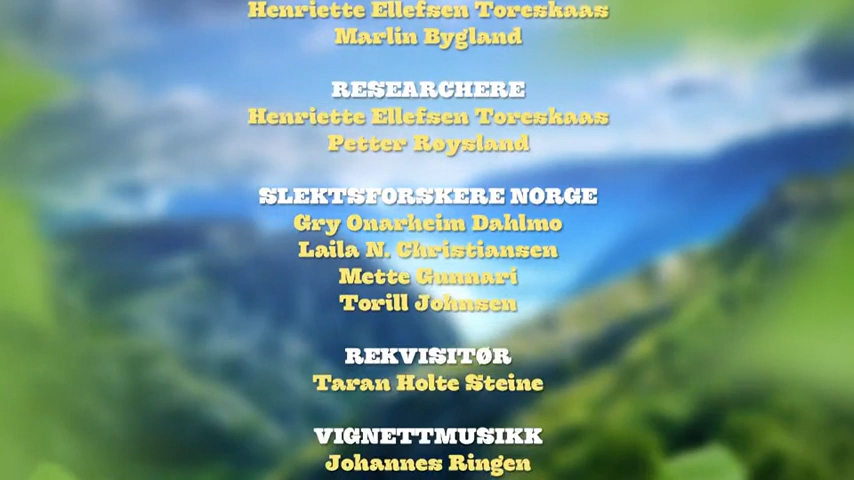 Henriette Ellefsen Toreskaas
Marlin Bygland
RESEARCHERE
Henriette Ellefsen Toreskaas
Petter Røysland
SLEKTSFORSKERE NORGE
Gry Onarheim Dahlmo
Laila N. Christiansen
Mette Gunnari
Torill Johnsen
REKVISITØR
Taran Holte Steine
VIGNETTMUSIKK
Johannes Ringen